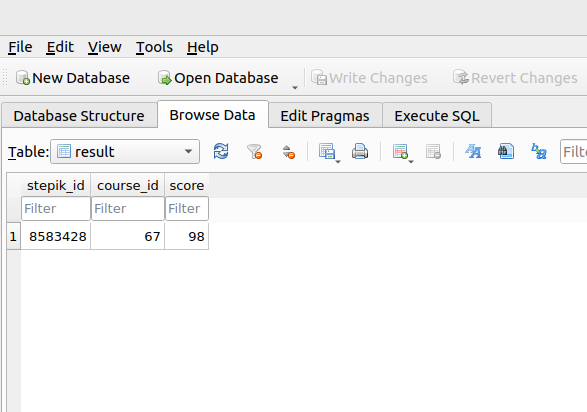 File Edit View Tools Help
New Database Open Database Write Changes Revert Changes
Database Structure Browse Data Edit Pragmas Execute SQL
Table: result
stepik_id course_id score
Filter Filter Filter
1 8583428 67 98